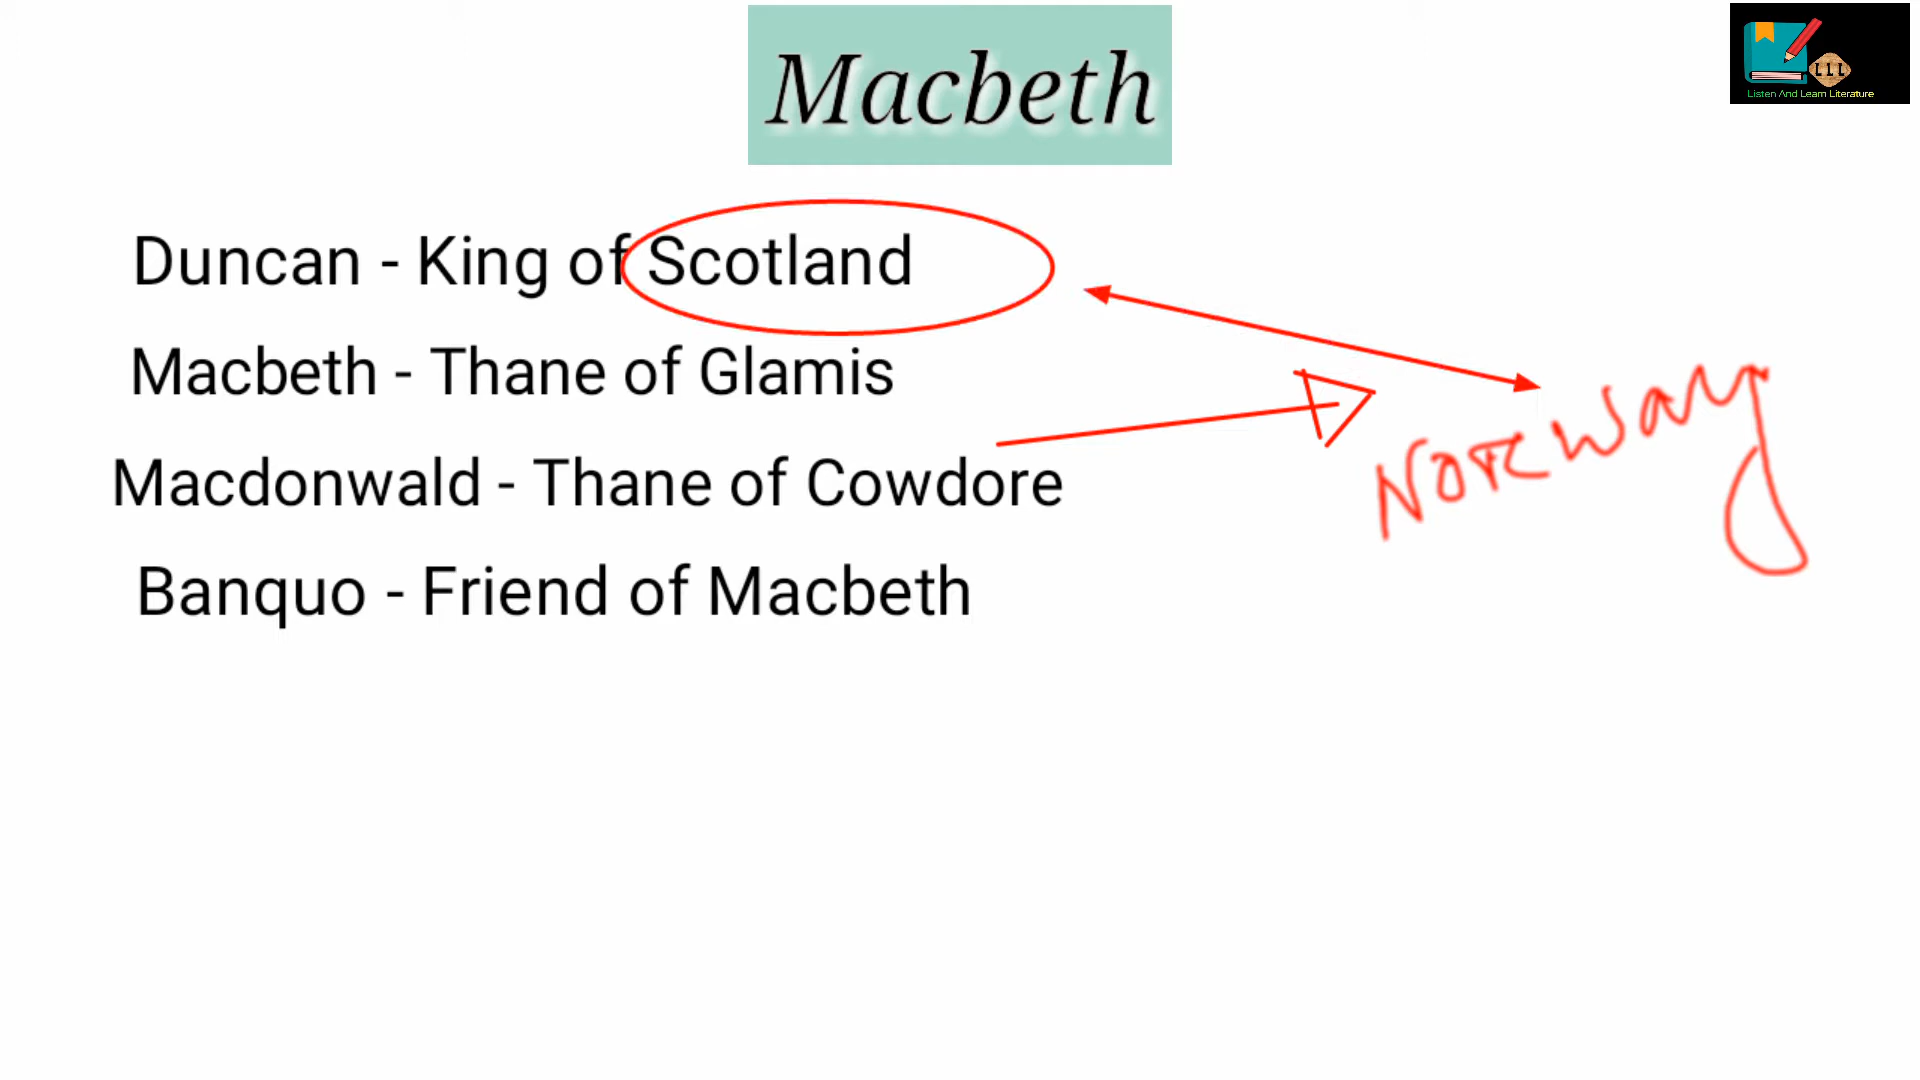 Macbeth
LLL
Listen And Learn Literature
Duncan - King of Scotland
Macbeth - Thane of Glamis
Macdonwald - Thane of Cowdore
Banquo - Friend of Macbeth
Norway